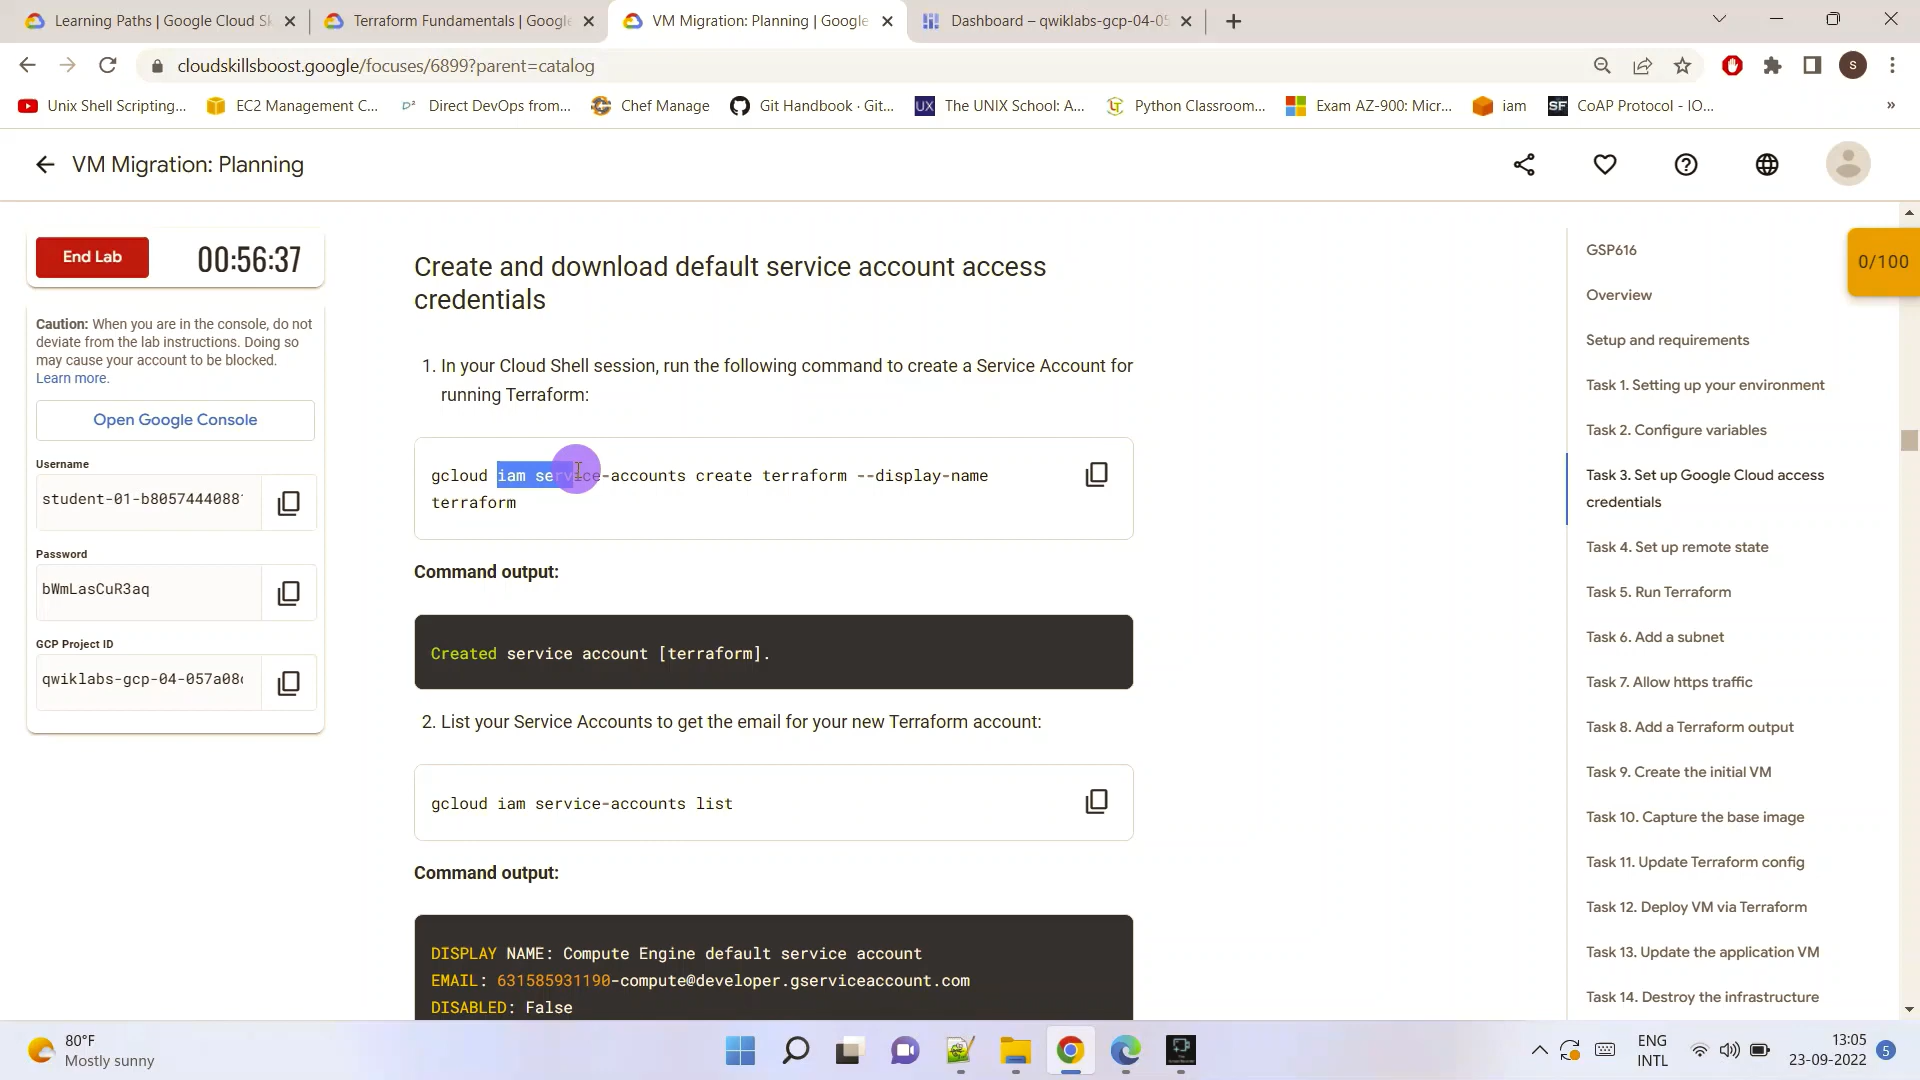 Learning Paths | Google Cloud Sk
Terraform Fundamentals | Google
VM Migration: Planning | Google
Dashboard – qwiklabs-gcp-04-05
cloudskillsboost.google/focuses/6899?parent=catalog
S
Unix Shell Scripting...
EC2 Management C...
Direct DevOps from...
Chef Manage
Git Handbook · Git...
UX
The UNIX School: A...
Python Classroom...
Exam AZ-900: Micr...
iam
SF
CoAP Protocol - IO...
»
VM Migration: Planning
End Lab
00:56:37
Caution: When you are in the console, do not
deviate from the lab instructions. Doing so
may cause your account to be blocked.
Learn more.
Open Google Console
Username
student-01-b8057444088
Password
bWmLasCuR3aq
GCP Project ID
qwiklabs-gcp-04-057a08
Create and download default service account access
credentials
1. In your Cloud Shell session, run the following command to create a Service Account for
running Terraform:
gcloud iam service-accounts create terraform --display-name
terraform
Command output:
Created service account [terraform].
2. List your Service Accounts to get the email for your new Terraform account:
gcloud iam service-accounts list
Command output:
DISPLAY NAME: Compute Engine default service account
EMAIL: 631585931190-compute@developer.gserviceaccount.com
DISABLED: False
GSP616
0/100
Overview
Setup and requirements
Task 1. Setting up your environment
Task 2. Configure variables
Task 3. Set up Google Cloud access
credentials
Task 4. Set up remote state
Task 5. Run Terraform
Task 6. Add a subnet
Task 7. Allow https traffic
Task 8. Add a Terraform output
Task 9. Create the initial VM
Task 10. Capture the base image
Task 11. Update Terraform config
Task 12. Deploy VM via Terraform
Task 13. Update the application VM
Task 14. Destroy the infrastructure
80°F
Mostly sunny
ENG
INTL
13:05
23-09-2022
5